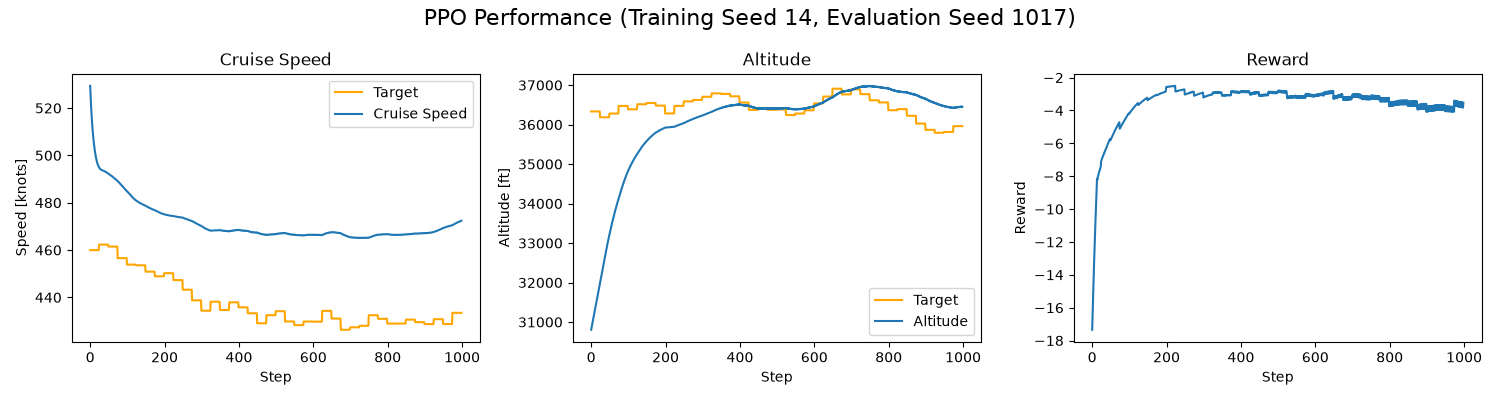 PPO Performance (Training Seed 14, Evaluation Seed 1017)
Cruise Speed
Speed [knots]
520
500
480
460
440
0 200 400 600 800 1000
Step
Target
Cruise Speed
Altitude
Altitude [ft]
37000
36000
35000
34000
33000
32000
31000
0 200 400 600 800 1000
Step
Target
Altitude
Reward
Reward
−2
−4
−6
−8
−10
−12
−14
−16
−18
0 200 400 600 800 1000
Step